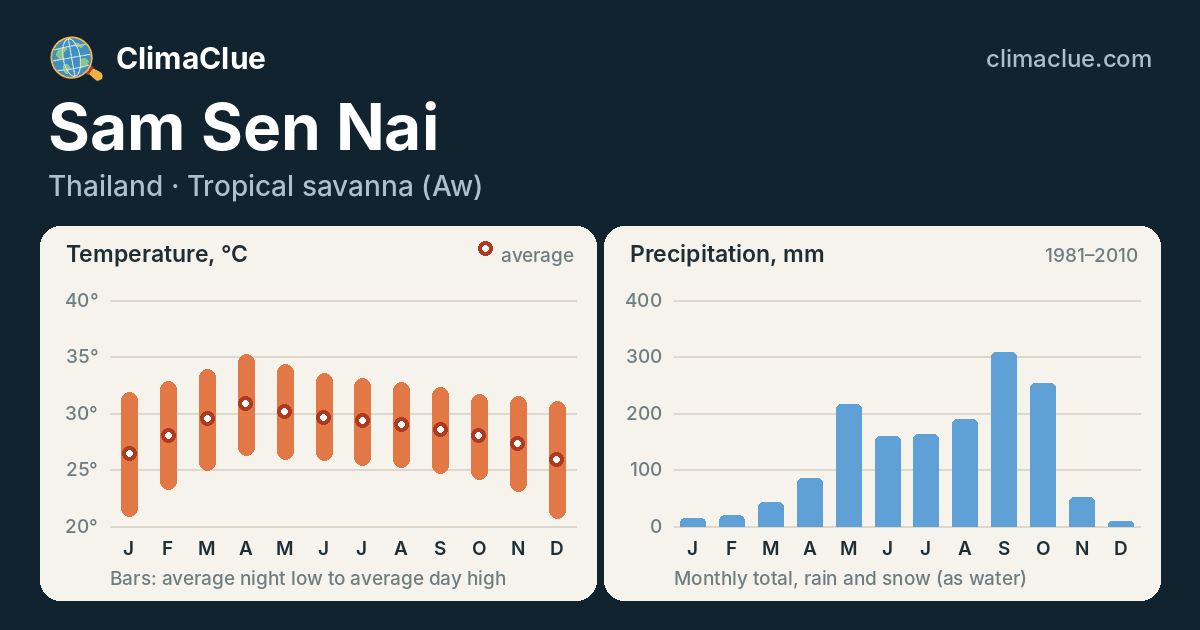 ClimaClue
climaclue.com
Sam Sen Nai
Thailand · Tropical savanna (Aw)
Temperature, °C
average
40°
35°
30°
25°
20°
J F M A M J J A S O N D
Bars: average night low to average day high
Precipitation, mm
1981–2010
400
300
200
100
0
J F M A M J J A S O N D
Monthly total, rain and snow (as water)